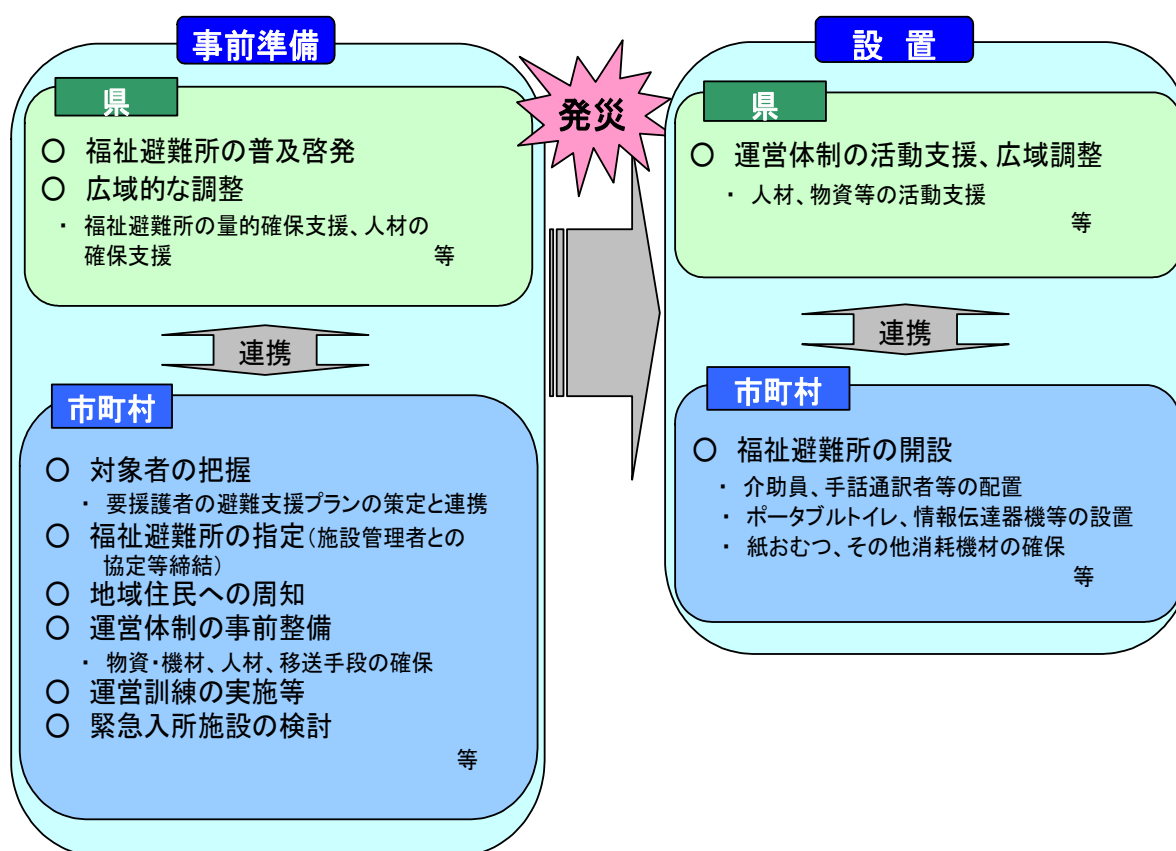 事前準備
県
○ 福祉避難所の普及啓発
○ 広域的な調整
・ 福祉避難所の量的確保支援、人材の
確保支援 等
連携
市町村
○ 対象者の把握
・ 要援護者の避難支援プランの策定と連携
○ 福祉避難所の指定(施設管理者との
協定等締結)
○ 地域住民への周知
○ 運営体制の事前整備
・ 物資・機材、人材、移送手段の確保
○ 運営訓練の実施等
○ 緊急入所施設の検討
等
発災
設 置
県
○ 運営体制の活動支援、広域調整
・ 人材、物資等の活動支援
等
連携
市町村
○ 福祉避難所の開設
・ 介助員、手話通訳者等の配置
・ ポータブルトイレ、情報伝達器機等の設置
・ 紙おむつ、その他消耗機材の確保
等